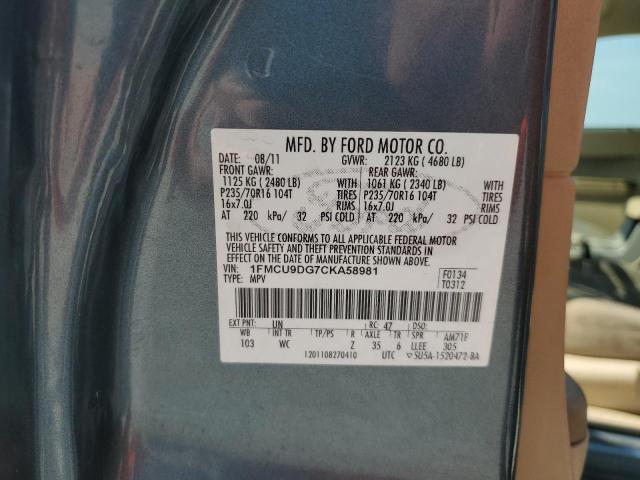 MFD. BY FORD MOTOR CO.
DATE: 08/11 GVWR: 2123 KG (4680 LB)
FRONT GAWR: REAR GAWR:
1125 KG (2480 LB) WITH 1061 KG (2340 LB) WITH
P235/70R16 104T TIRES P235/70R16 104T TIRES
16x7.0J RIMS 16x7.0J RIMS
AT 220 kPa/ 32 PSI COLD AT 220 kPa/ 32 PSI COLD
THIS VEHICLE CONFORMS TO ALL APPLICABLE FEDERAL MOTOR
VEHICLE SAFETY AND THEFT PREVENTION STANDARDS IN
EFFECT ON THE DATE OF MANUFACTURE SHOWN ABOVE.
VIN: 1FMCU9DG7CKA58981 F0134
TYPE: MPV T0312
EXT PNT: UN RC: 47 DSO:
WB INT TR TP/PS R AXLE TR SPR AM71F
103 WC Z 35 6 LLEE 305
1201108270410 UTC 5U5A-1520472-BA